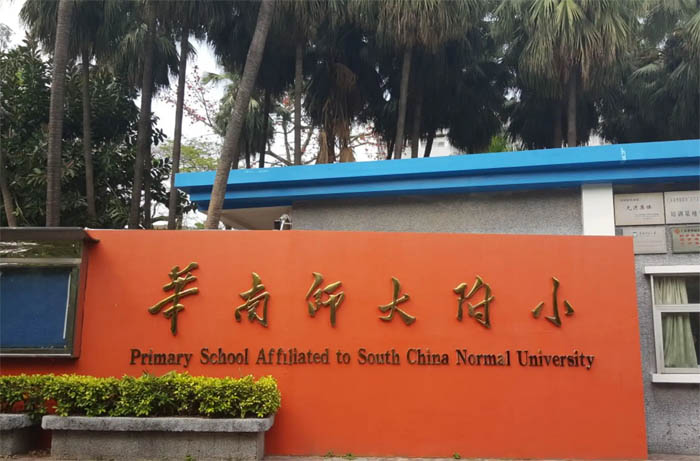 华南师大附小
Primary School Affiliated to South China Normal University